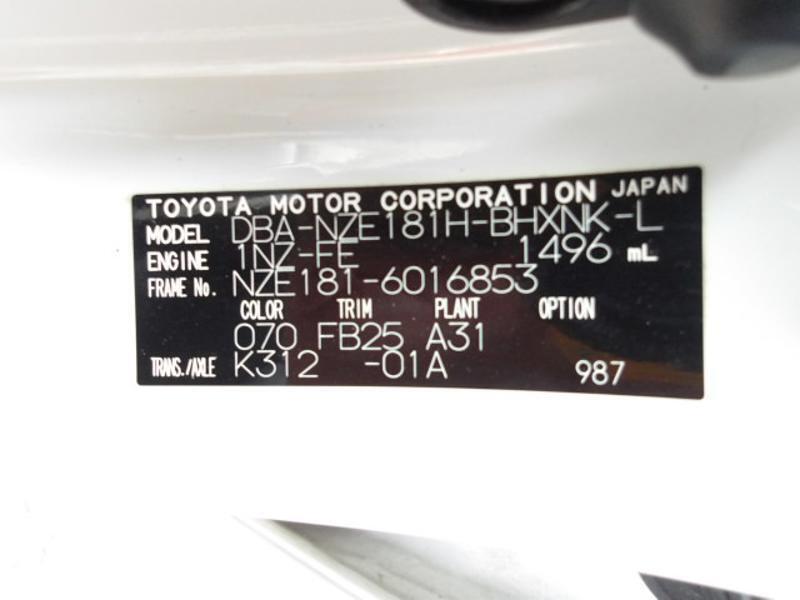 TOYOTA MOTOR CORPORATION JAPAN
MODEL DBA-NZE181H-BHXNK-L
ENGINE 1NZ-FE 1496 mL
FRAME No. NZE181-6016853
COLOR TRIM PLANT OPTION
070 FB25 A31
TRANS./AXLE K312 -01A 987